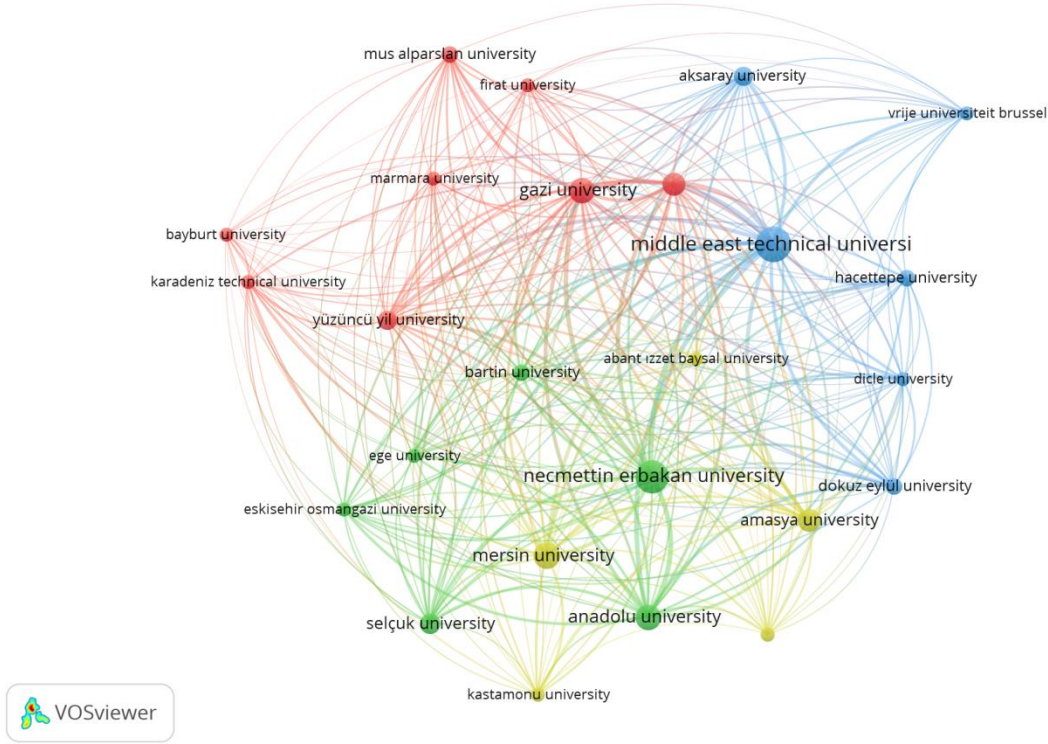 mus alparslan university
aksaray university
firat university
vrije universiteit brussel
marmara university
gazi university
bayburt university
middle east technical universi
karadeniz technical university
hacettepe university
yüzüncü yil university
abant ızzet baysal university
bartin university
dicle university
ege university
necmettin erbakan university
dokuz eylül university
eskisehir osmangazi university
amasya university
mersin university
selçuk university
anadolu university
kastamonu university
VOSviewer